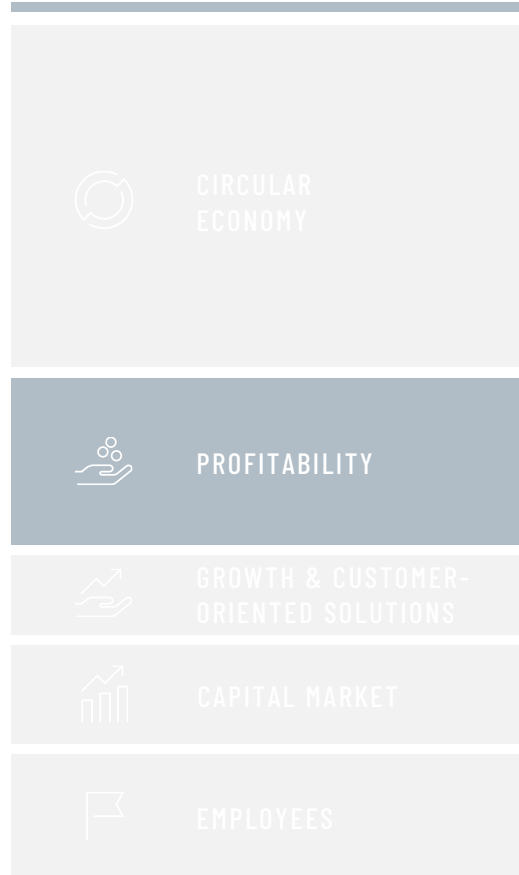 CIRCULAR
ECONOMY
PROFITABILITY
GROWTH & CUSTOMER-
ORIENTED SOLUTIONS
CAPITAL MARKET
EMPLOYEES